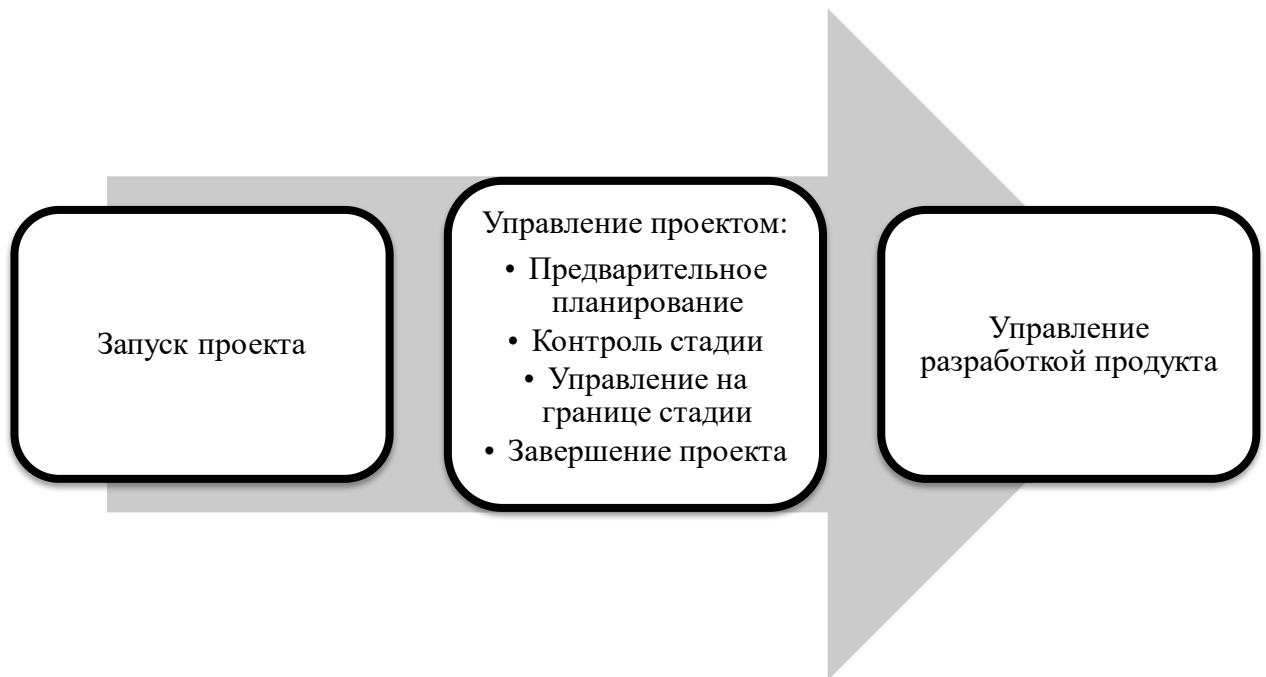 Запуск проекта
Управление проектом:
• Предварительное
планирование
• Контроль стадии
• Управление на
границе стадии
• Завершение проекта
Управление
разработкой продукта